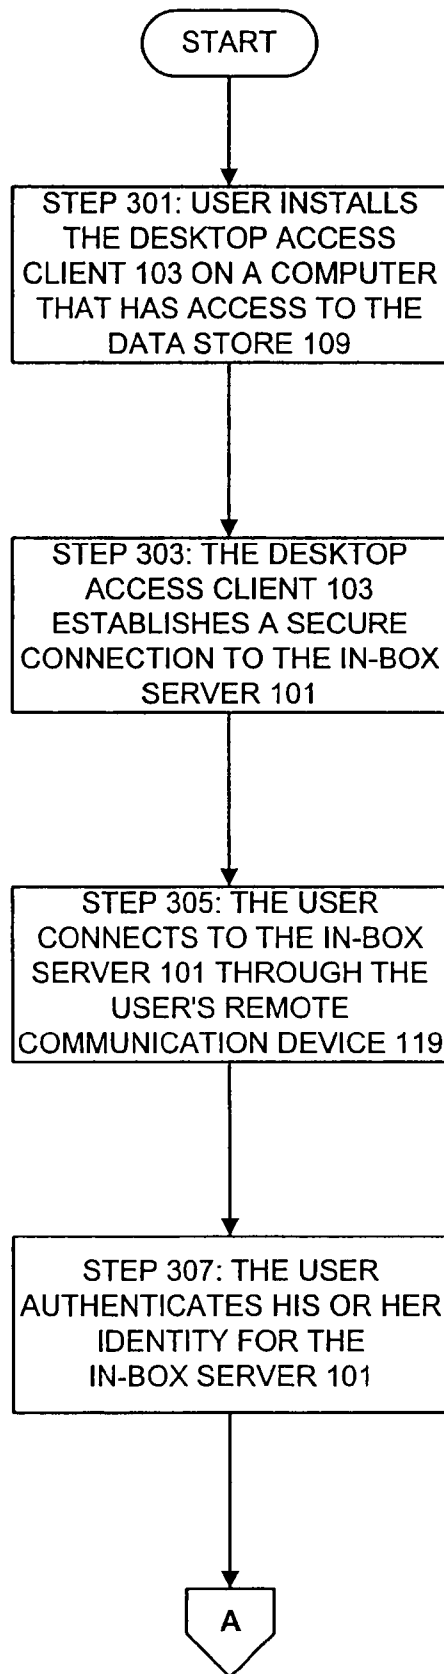 START
STEP 301: USER INSTALLS
THE DESKTOP ACCESS
CLIENT 103 ON A COMPUTER
THAT HAS ACCESS TO THE
DATA STORE 109
STEP 303: THE DESKTOP
ACCESS CLIENT 103
ESTABLISHES A SECURE
CONNECTION TO THE IN-BOX
SERVER 101
STEP 305: THE USER
CONNECTS TO THE IN-BOX
SERVER 101 THROUGH THE
USER'S REMOTE
COMMUNICATION DEVICE 119
STEP 307: THE USER
AUTHENTICATES HIS OR HER
IDENTITY FOR THE
IN-BOX SERVER 101
A